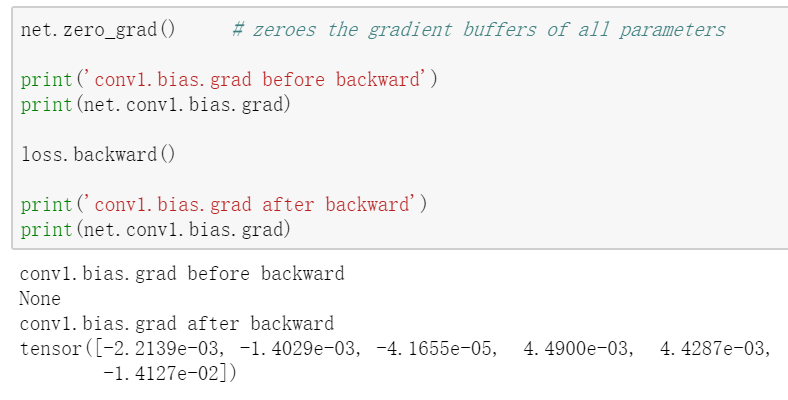 net.zero_grad()     # zeroes the gradient buffers of all parameters
print('conv1.bias.grad before backward')
print(net.conv1.bias.grad)
loss.backward()
print('conv1.bias.grad after backward')
print(net.conv1.bias.grad)
conv1.bias.grad before backward
None
conv1.bias.grad after backward
tensor([-2.2139e-03, -1.4029e-03, -4.1655e-05,  4.4900e-03,  4.4287e-03,
        -1.4127e-02])